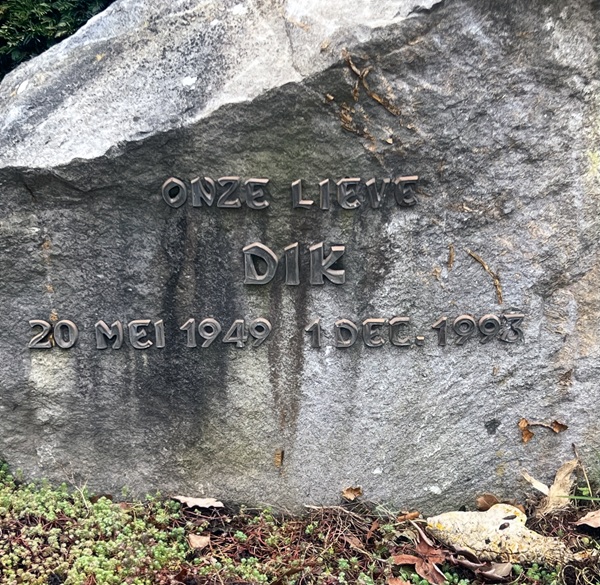 ONZE LIEVE
DIK
20 MEI 1949 1 DEC. 1993